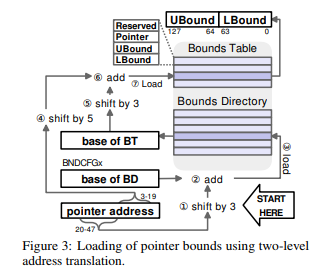 UBound LBound
127 64 63 0
Reserved
Pointer
UBound
LBound
Bounds Table
⑥ add
⑦ Load
⑤ shift by 3
④ shift by 5
Bounds Directory
base of BT
BNDCFGx
base of BD
② add
③ load
3-19
pointer address
① shift by 3
20-47
START
HERE
Figure 3: Loading of pointer bounds using two-level
address translation.